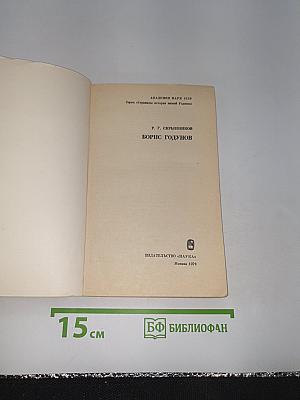 АКАДЕМИЯ НАУК СССР
Серия «Страницы истории нашей Родины»
Р. Г. СКРЫННИКОВ
БОРИС ГОДУНОВ
ИЗДАТЕЛЬСТВО «НАУКА»
Москва 1978
15 см
БФ БИБЛИОФАН